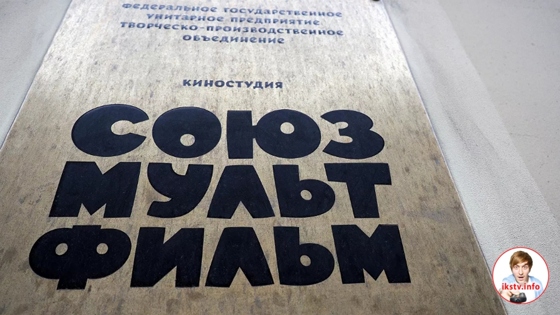 ФЕДЕРАЛЬНОЕ ГОСУДАРСТВЕННОЕ
УНИТАРНОЕ ПРЕДПРИЯТИЕ
ТВОРЧЕСКО-ПРОИЗВОДСТВЕННОЕ
ОБЪЕДИНЕНИЕ
КИНОСТУДИЯ
СОЮЗ
МУЛЬТ
ФИЛЬМ
ikstv.info